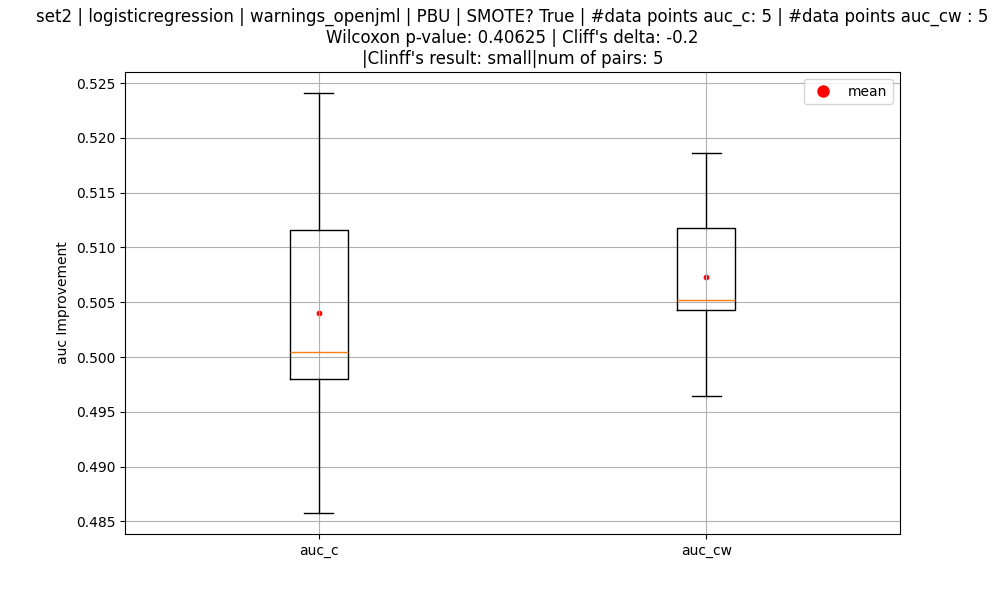 set2 | logisticregression | warnings_openjml | PBU | SMOTE? True | #data points auc_c: 5 | #data points auc_cw : 5
Wilcoxon p-value: 0.40625 | Cliff's delta: -0.2
|Clinff's result: small|num of pairs: 5
mean
auc Improvement
0.525
0.520
0.515
0.510
0.505
0.500
0.495
0.490
0.485
auc_c
auc_cw